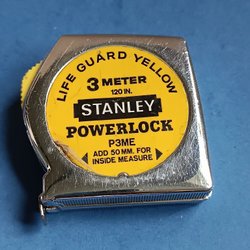 LIFE GUARD YELLOW
3 METER
120 IN.
STANLEY
POWERLOCK
P3ME
ADD 50 MM. FOR
INSIDE MEASURE